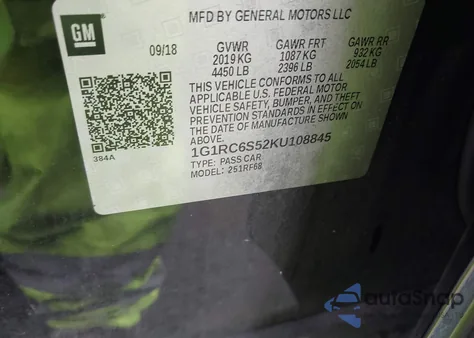 GM
MFD BY GENERAL MOTORS LLC
09/18
GVWR GAWR FRT GAWR RR
2019 KG 1087 KG 932 KG
4450 LB 2396 LB 2054 LB
THIS VEHICLE CONFORMS TO ALL
APPLICABLE U.S. FEDERAL MOTOR
VEHICLE SAFETY, BUMPER, AND THEFT
PREVENTION STANDARDS IN EFFECT ON
THE DATE OF MANUFACTURE SHOWN
ABOVE.
1G1RC6S52KU108845
TYPE: PASS CAR
MODEL: 251RF68
384A
autoSnap